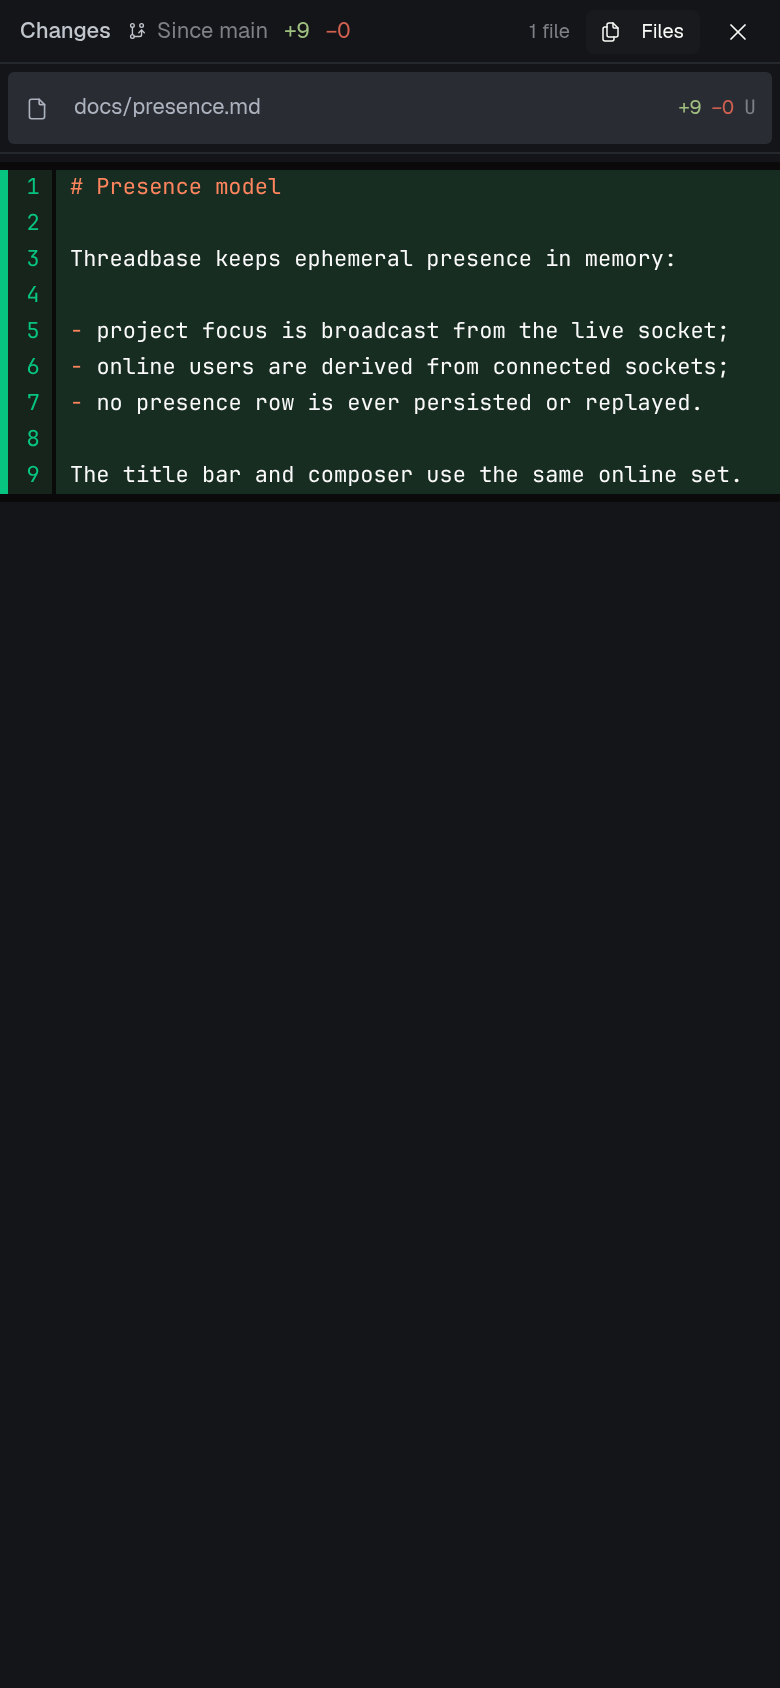 Changes Since main +9 −0 1 file Files
docs/presence.md +9 −0 U
1 # Presence model
2
3 Threadbase keeps ephemeral presence in memory:
4
5 - project focus is broadcast from the live socket;
6 - online users are derived from connected sockets;
7 - no presence row is ever persisted or replayed.
8
9 The title bar and composer use the same online set.